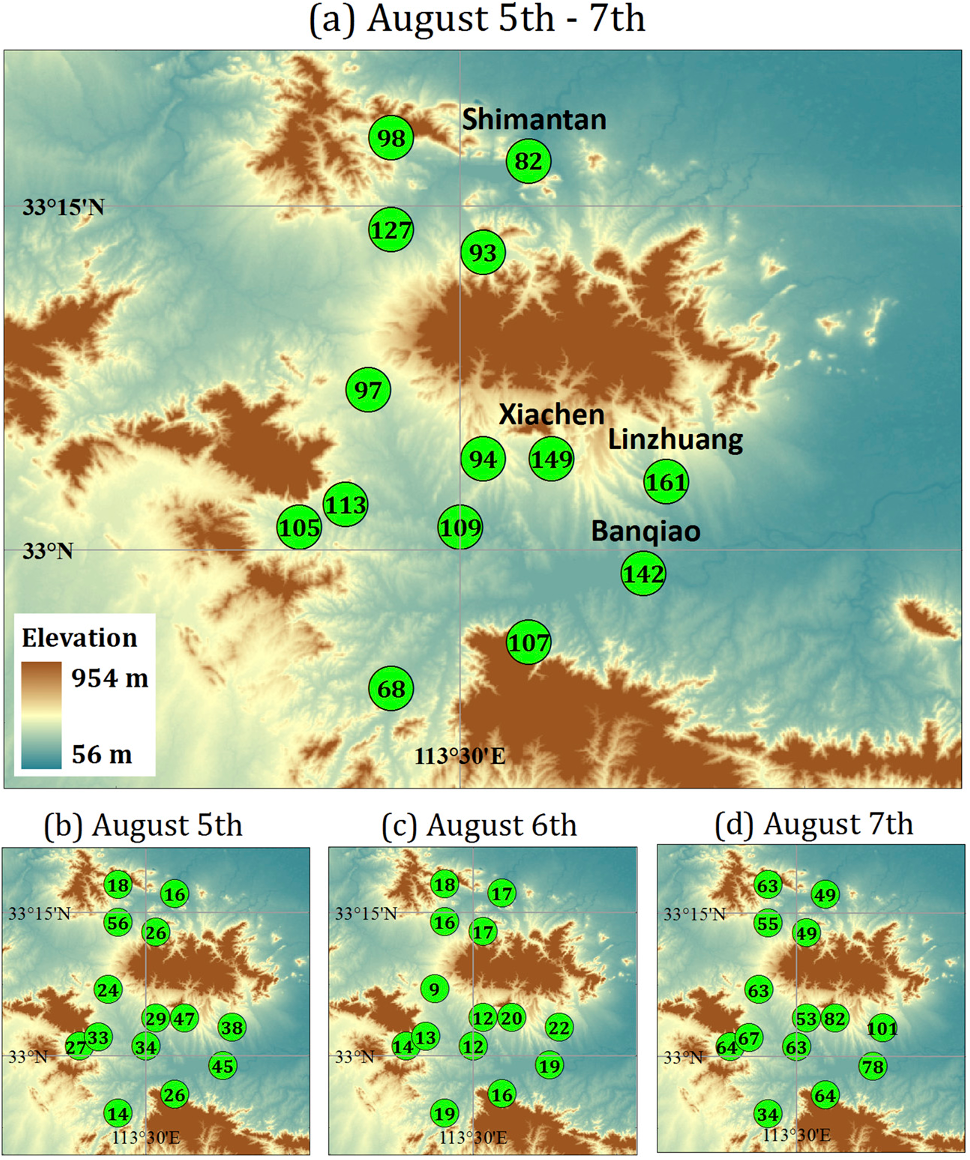 (a) August 5th - 7th
Shimantan
98
82
33°15'N
127
93
97
Xiachen
Linzhuang
94
149
161
113
105
109
Banqiao
33°N
142
107
Elevation
954 m
56 m
68
113°30'E
(b) August 5th
18
16
33°15'N
56
26
24
29
47
38
33
27
34
33°N
45
26
14
113°30'E
(c) August 6th
18
17
33°15'N
16
17
9
12
20
22
13
14
12
33°N
19
16
19
113°30'E
(d) August 7th
63
49
33°15'N
55
49
63
53
82
101
67
64
63
33°N
78
64
34
113°30'E